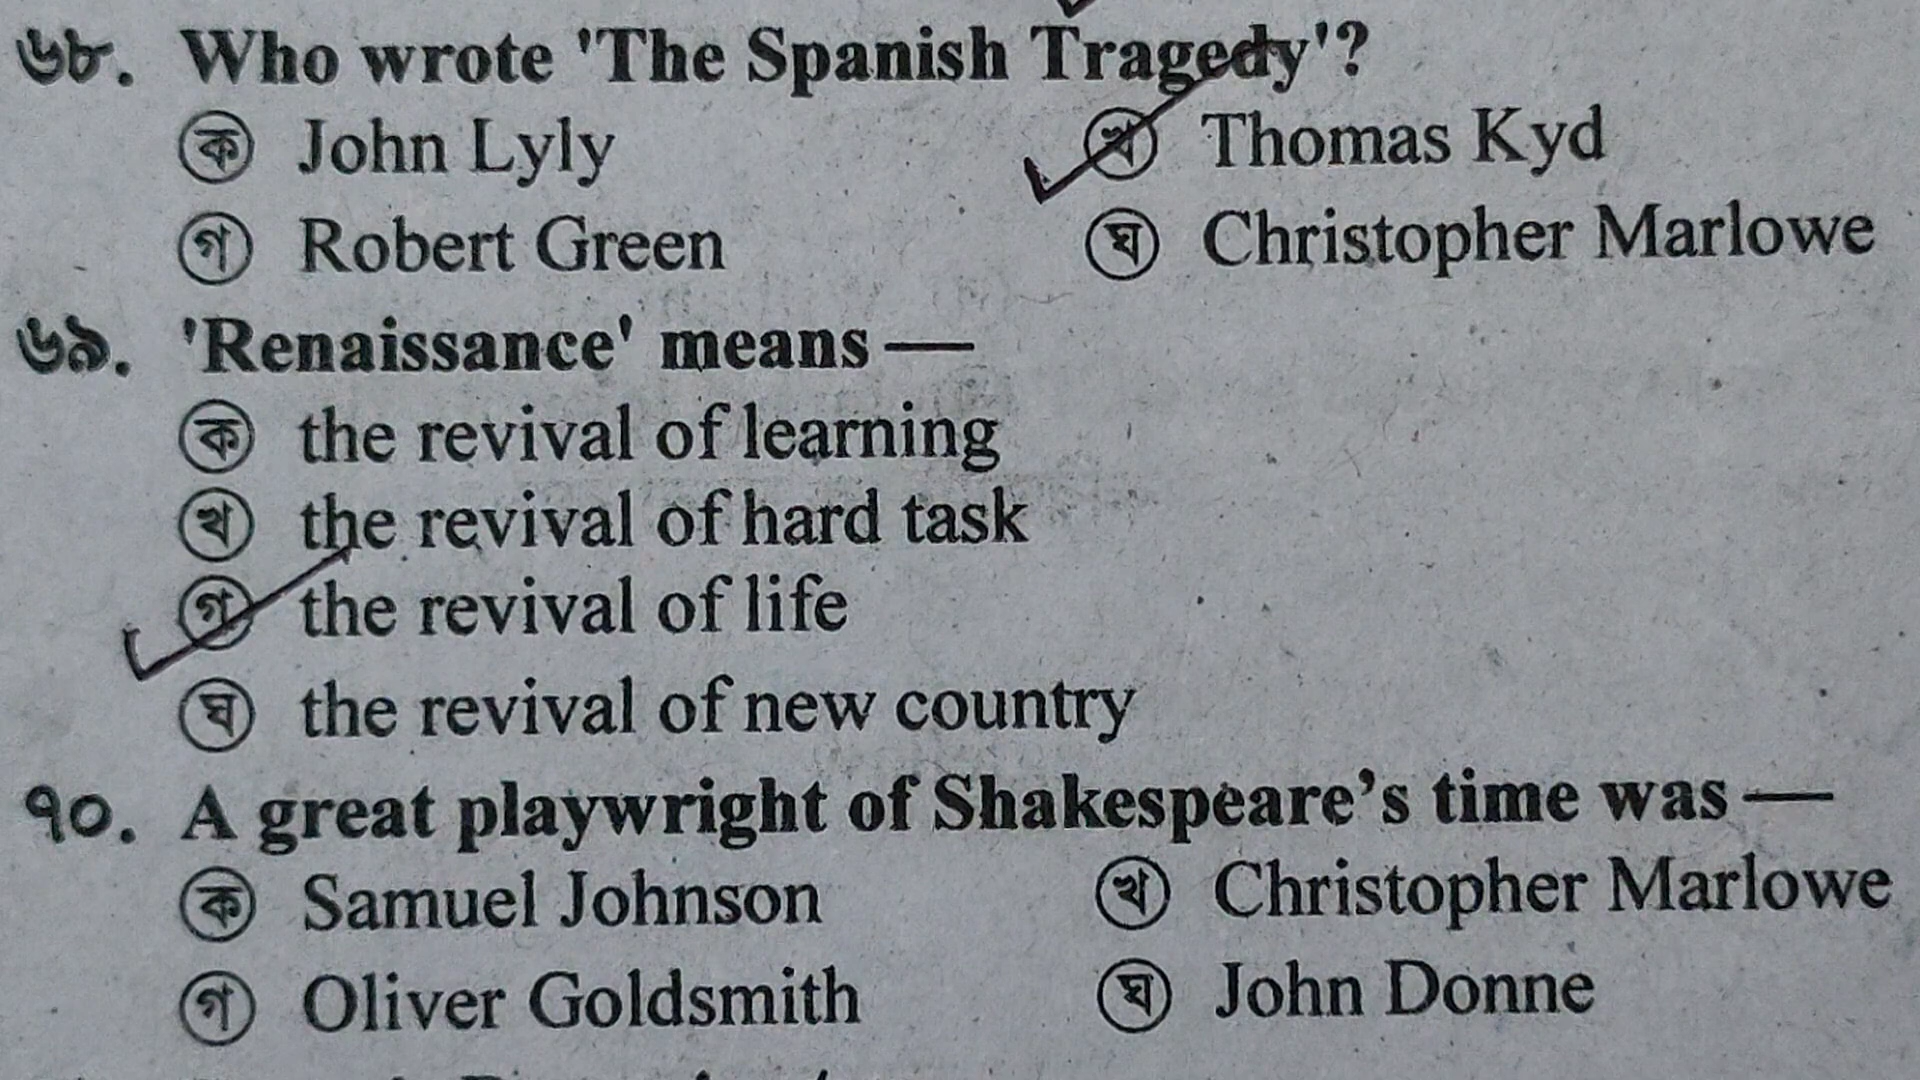 ৬৮. Who wrote 'The Spanish Tragedy'?
ক John Lyly খ Thomas Kyd
গ Robert Green ঘ Christopher Marlowe
৬৯. 'Renaissance' means —
ক the revival of learning
খ the revival of hard task
গ the revival of life
ঘ the revival of new country
৭০. A great playwright of Shakespeare’s time was —
ক Samuel Johnson খ Christopher Marlowe
গ Oliver Goldsmith ঘ John Donne